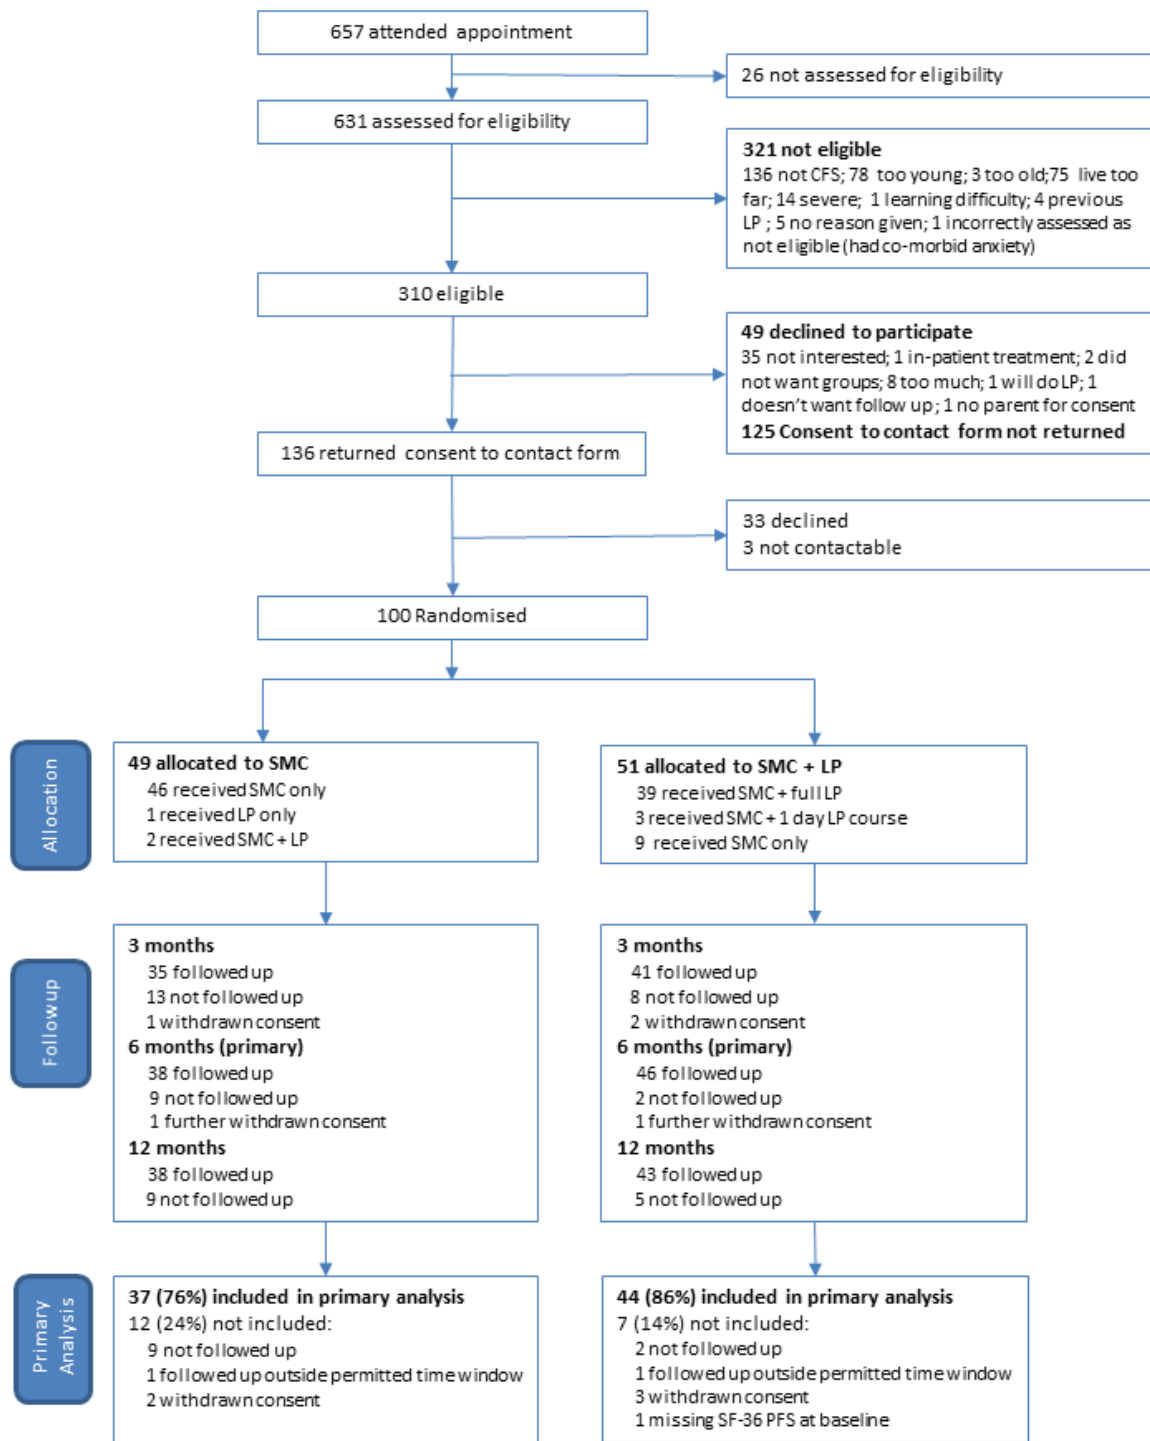 657 attended appointment
26 not assessed for eligibility
631 assessed for eligibility
321 not eligible
136 not CFS; 78 too young; 3 too old;75 live too
far; 14 severe; 1 learning difficulty; 4 previous
LP ; 5 no reason given; 1 incorrectly assessed as
not eligible (had co-morbid anxiety)
310 eligible
49 declined to participate
35 not interested; 1 in-patient treatment; 2 did
not want groups; 8 too much; 1 will do LP; 1
doesn't want follow up ; 1 no parent for consent
125 Consent to contact form not returned
136 returned consent to contact form
33 declined
3 not contactable
100 Randomised
Allocation
49 allocated to SMC
46 received SMC only
1 received LP only
2 received SMC + LP
51 allocated to SMC + LP
39 received SMC + full LP
3 received SMC + 1 day LP course
9 received SMC only
Followup
3 months
35 followed up
13 not followed up
1 withdrawn consent
6 months (primary)
38 followed up
9 not followed up
1 further withdrawn consent
12 months
38 followed up
9 not followed up
3 months
41 followed up
8 not followed up
2 withdrawn consent
6 months (primary)
46 followed up
2 not followed up
1 further withdrawn consent
12 months
43 followed up
5 not followed up
Primary
Analysis
37 (76%) included in primary analysis
12 (24%) not included:
9 not followed up
1 followed up outside permitted time window
2 withdrawn consent
44 (86%) included in primary analysis
7 (14%) not included:
2 not followed up
1 followed up outside permitted time window
3 withdrawn consent
1 missing SF-36 PFS at baseline